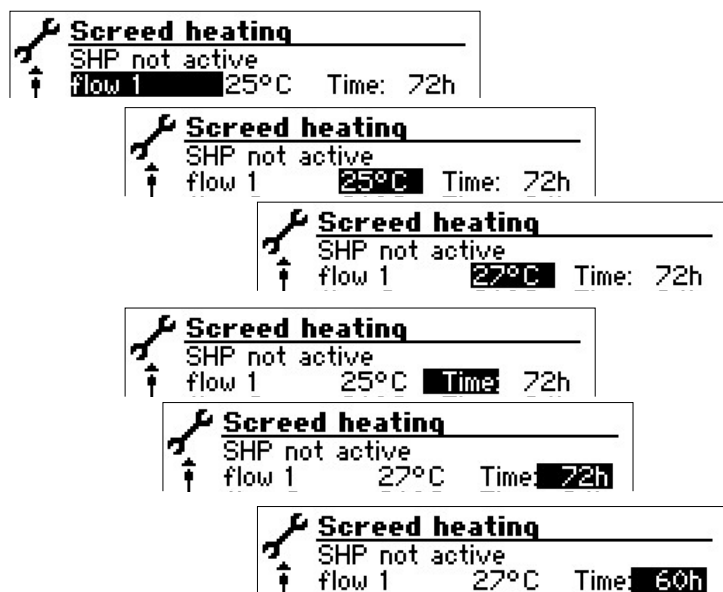 Screed heating
SHP not active
flow 1 25°C Time: 72h
Screed heating
SHP not active
flow 1 25°C Time: 72h
Screed heating
SHP not active
flow 1 27°C Time: 72h
Screed heating
SHP not active
flow 1 25°C Time: 72h
Screed heating
SHP not active
flow 1 27°C Time: 72h
Screed heating
SHP not active
flow 1 27°C Time: 60h